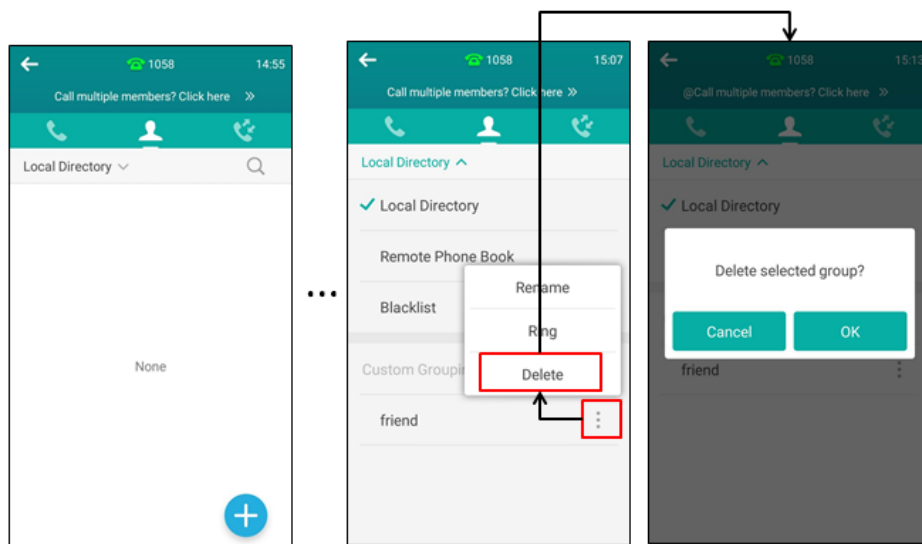 1058 14:55
Call multiple members? Click here »
Local Directory
None
...
1058 15:07
Call multiple members? Click here »
Local Directory
Local Directory
Remote Phone Book
Blacklist
Rename
Ring
Delete
Custom Groupi
friend
1058 15:13
@Call multiple members? Click here »
Local Directory
Local Directory
Delete selected group?
Cancel OK
friend